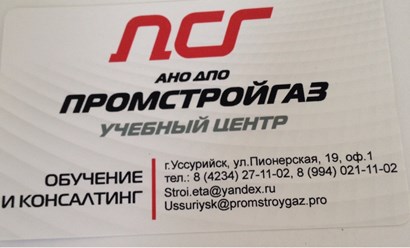 ПСГ
АНО ДПО
ПРОМСТРОЙГАЗ
УЧЕБНЫЙ ЦЕНТР
ОБУЧЕНИЕ
И КОНСАЛТИНГ
г.Уссурийск, ул.Пионерская, 19, оф.1
тел.: 8 (4234) 27-11-02, 8 (994) 021-11-02
Stroi.eta@yandex.ru
Ussuriysk@promstroygaz.pro